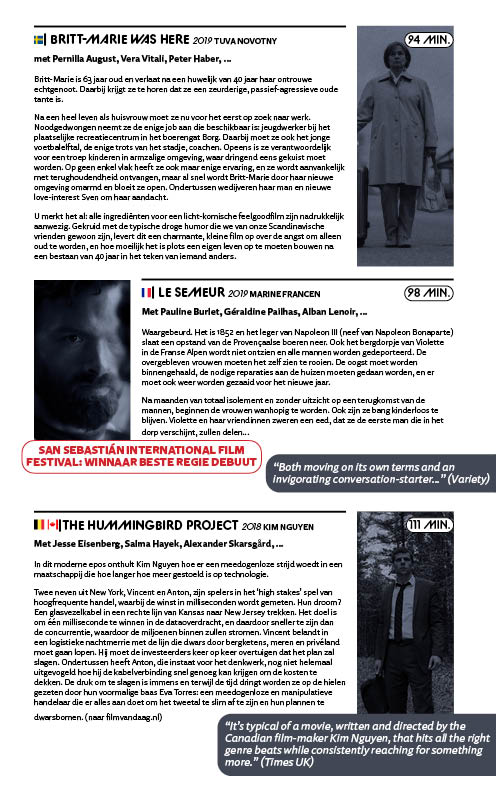 BRITT-MARIE WAS HERE 2019 TUVA NOVOTNY
94 MIN.
met Pernilla August, Vera Vitali, Peter Haber, ...
Britt-Marie is 63 jaar oud en verlaat na een huwelijk van 40 jaar haar ontrouwe
echtgenoot. Daarbij krijgt ze te horen dat ze een zeurderige, passief-agressieve oude
tante is.
Na een heel leven als huisvrouw moet ze nu voor het eerst op zoek naar werk.
Noodgedwongen neemt ze de enige job aan die beschikbaar is: jeugdwerker bij het
plaatselijke recreatiecentrum in het boerengat Borg. Daarbij moet ze ook het jonge
voetbalelftal, de enige trots van het stadje, coachen. Opeens is ze verantwoordelijk
voor een troep kinderen in armzalige omgeving, waar dringend eens gekuist moet
worden. Op geen enkel vlak heeft ze ook maar enige ervaring, en ze wordt aanvankelijk
met terughoudendheid ontvangen, maar al snel wordt Britt-Marie door haar nieuwe
omgeving omarmd en bloeit ze open. Ondertussen wedijveren haar man en nieuwe
love-interest Sven om haar aandacht.
U merkt het al: alle ingrediënten voor een licht-komische feelgoodfilm zijn nadrukkelijk
aanwezig. Gekruid met de typische droge humor die we van onze Scandinavische
vrienden gewoon zijn, levert dit een charmante, kleine film op over de angst om alleen
oud te worden, en hoe moeilijk het is plots een eigen leven op te moeten bouwen na
een bestaan van 40 jaar in het teken van iemand anders.
LE SEMEUR 2019 MARINE FRANCEN
98 MIN.
Met Pauline Burlet, Géraldine Pailhas, Alban Lenoir, ...
Waargebeurd. Het is 1852 en het leger van Napoleon III (neef van Napoleon Bonaparte)
slaat een opstand van de Provençaalse boeren neer. Ook het bergdorpje van Violette
in de Franse Alpen wordt niet ontzien en alle mannen worden gedeporteerd. De
overgebleven vrouwen moeten het zelf zien te rooien. De oogst moet worden
binnengehaald, de nodige reparaties aan de huizen moeten gedaan worden, en er
moet ook weer worden gezaaid voor het nieuwe jaar.
Na maanden van totaal isolement en zonder uitzicht op een terugkomst van de
mannen, beginnen de vrouwen wanhopig te worden. Ook zijn ze bang kinderloos te
blijven. Violette en haar vriendinnen zweren een eed, dat ze de eerste man die in het
dorp verschijnt, zullen delen...
SAN SEBASTIÁN INTERNATIONAL FILM
FESTIVAL: WINNAAR BESTE REGIE DEBUUT
“Both moving on its own terms and an
invigorating conversation-starter...” (Variety)
THE HUMMINGBIRD PROJECT 2018 KIM NGUYEN
111 MIN.
Met Jesse Eisenberg, Salma Hayek, Alexander Skarsgård, ...
In dit moderne epos onthult Kim Nguyen hoe er een meedogenloze strijd woedt in een
maatschappij die hoe langer hoe meer gestoeld is op technologie.
Twee neven uit New York, Vincent en Anton, zijn spelers in het ‘high stakes’ spel van
hoogfrequente handel, waarbij de winst in milliseconden wordt gemeten. Hun droom?
Een glasvezelkabel in een rechte lijn van Kansas naar New Jersey trekken. Het doel is
om één milliseconde te winnen in de dataoverdracht, en daardoor sneller te zijn dan
de concurrentie, waardoor de miljoenen binnen zullen stromen. Vincent belandt in
een logistieke nachtmerrie met de lijn die dwars door bergketens, meren en privéland
moet gaan lopen. Hij moet de investeerders keer op keer overtuigen dat het plan zal
slagen. Ondertussen heeft Anton, die instaat voor het denkwerk, nog niet helemaal
uitgevogeld hoe hij de kabelverbinding snel genoeg kan krijgen om de kosten te
dekken. De druk om te slagen is immens en terwijl de tijd dringt worden ze op de hielen
gezeten door hun voormalige baas Eva Torres: een meedogenloze en manipulatieve
handelaar die er alles aan doet om het tweetal te slim af te zijn en hun plannen te
dwarsbomen. (naar filmvandaag.nl)
“It’s typical of a movie, written and directed by the
Canadian film-maker Kim Nguyen, that hits all the right
genre beats while consistently reaching for something
more.” (Times UK)